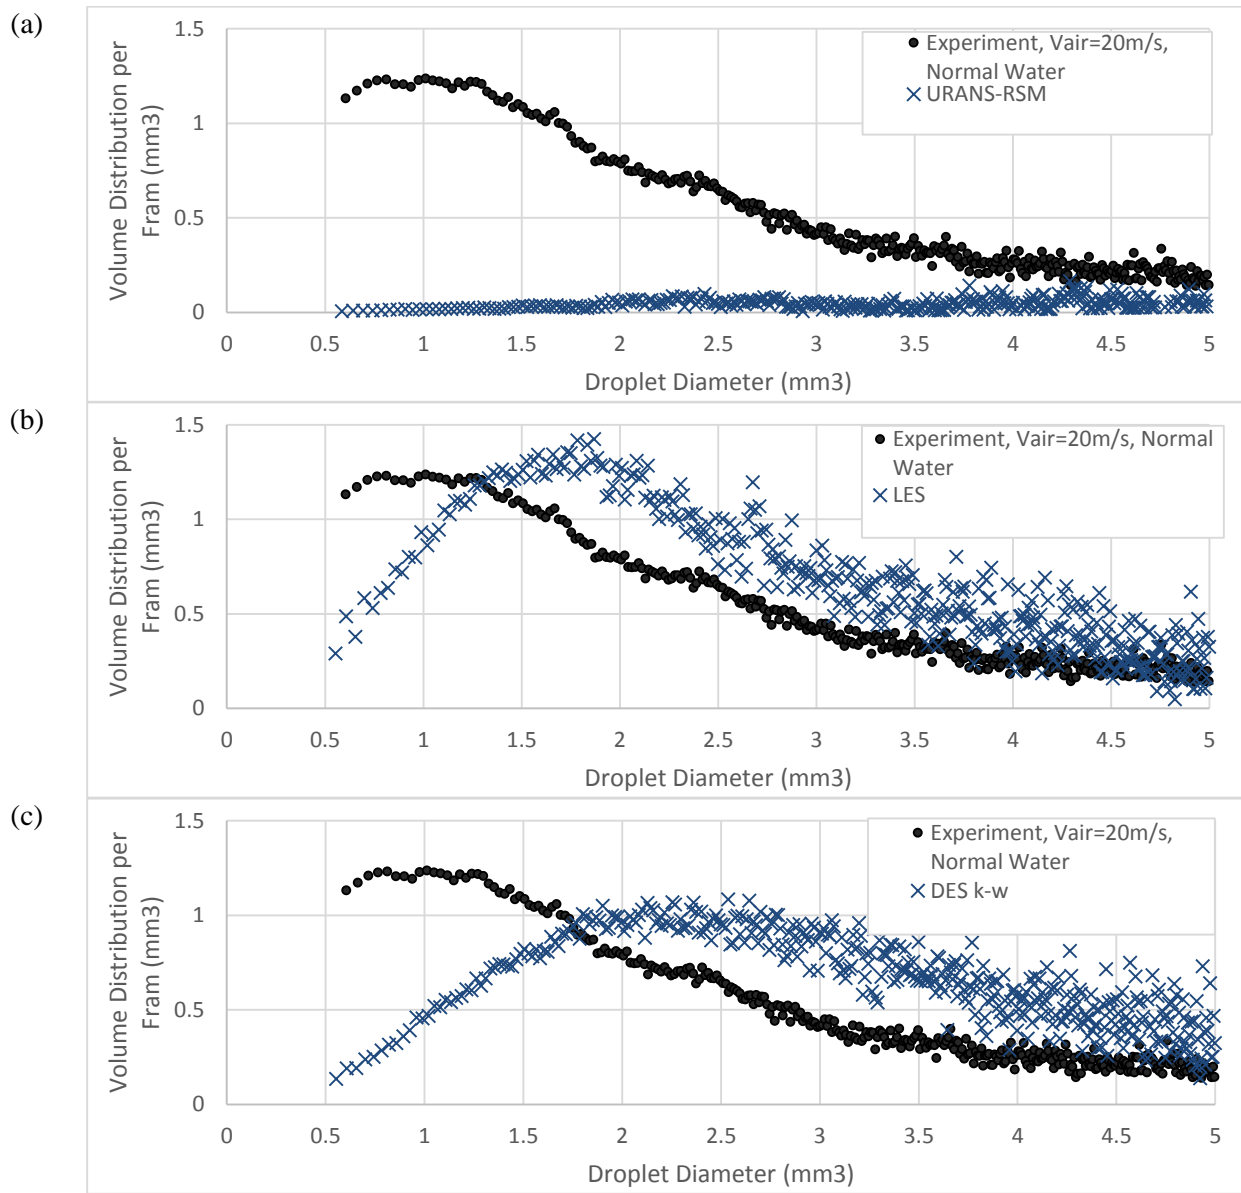 (a)
1.5
1
0.5
0
Volume Distribution per
Fram (mm3)
Experiment, Vair=20m/s,
Normal Water
URANS-RSM
0 0.5 1 1.5 2 2.5 3 3.5 4 4.5 5
Droplet Diameter (mm3)
(b)
1.5
1
0.5
0
Volume Distribution per
Fram (mm3)
Experiment, Vair=20m/s, Normal
Water
LES
0 0.5 1 1.5 2 2.5 3 3.5 4 4.5 5
Droplet Diameter (mm3)
(c)
1.5
1
0.5
0
Volume Distribution per
Fram (mm3)
Experiment, Vair=20m/s,
Normal Water
DES k-w
0 0.5 1 1.5 2 2.5 3 3.5 4 4.5 5
Droplet Diameter (mm3)